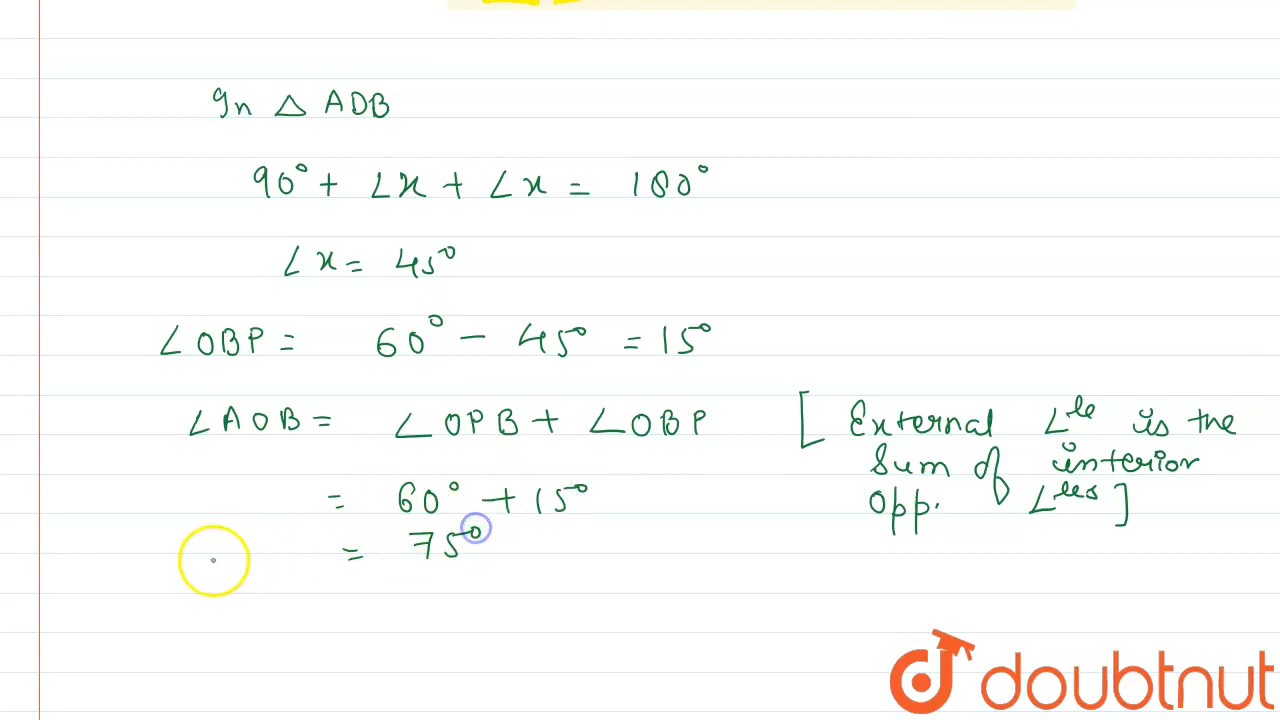 In △ ADB
90° + ∠x + ∠x = 180°
∠x = 45°
∠OBP = 60° - 45° = 15°
∠AOB = ∠OPB + ∠OBP [ External ∠le is the
Sum of interior
opp. ∠les ]
= 60° + 15°
= 75°
doubtnut